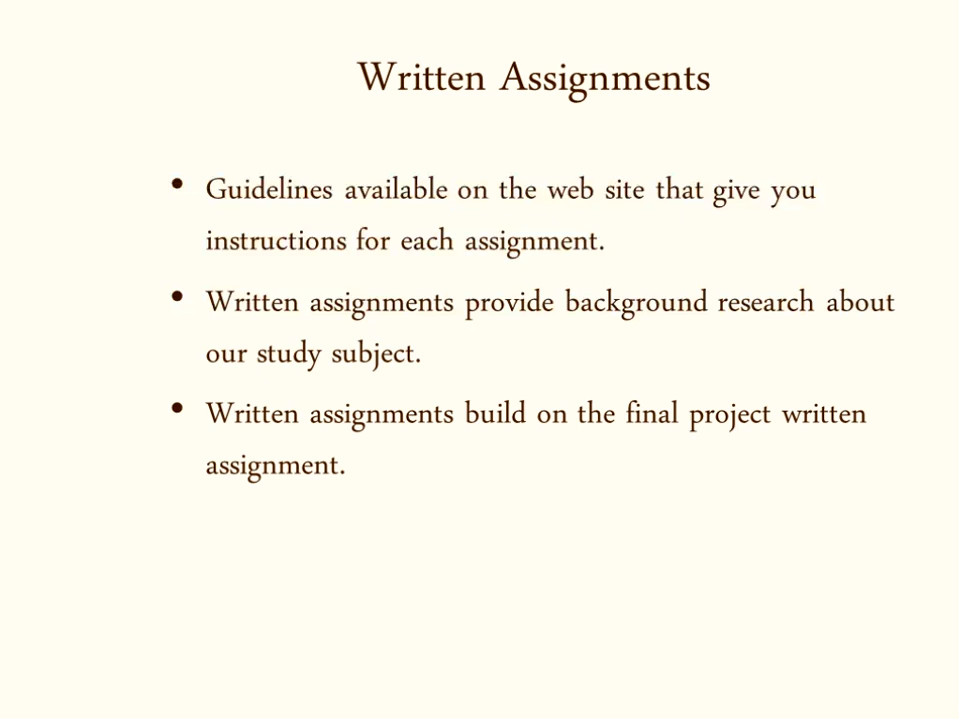 Written Assignments
• Guidelines available on the web site that give you
instructions for each assignment.
• Written assignments provide background research about
our study subject.
• Written assignments build on the final project written
assignment.